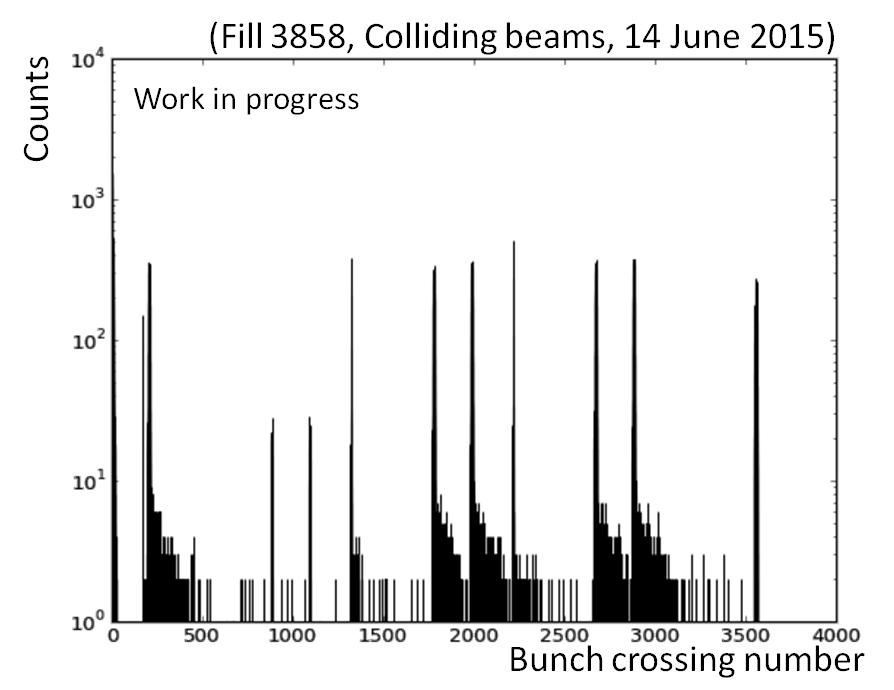 (Fill 3858, Colliding beams, 14 June 2015)
Counts
Work in progress
10⁴
10³
10²
10¹
10⁰
0 500 1000 1500 2000 2500 3000 3500 4000
Bunch crossing number